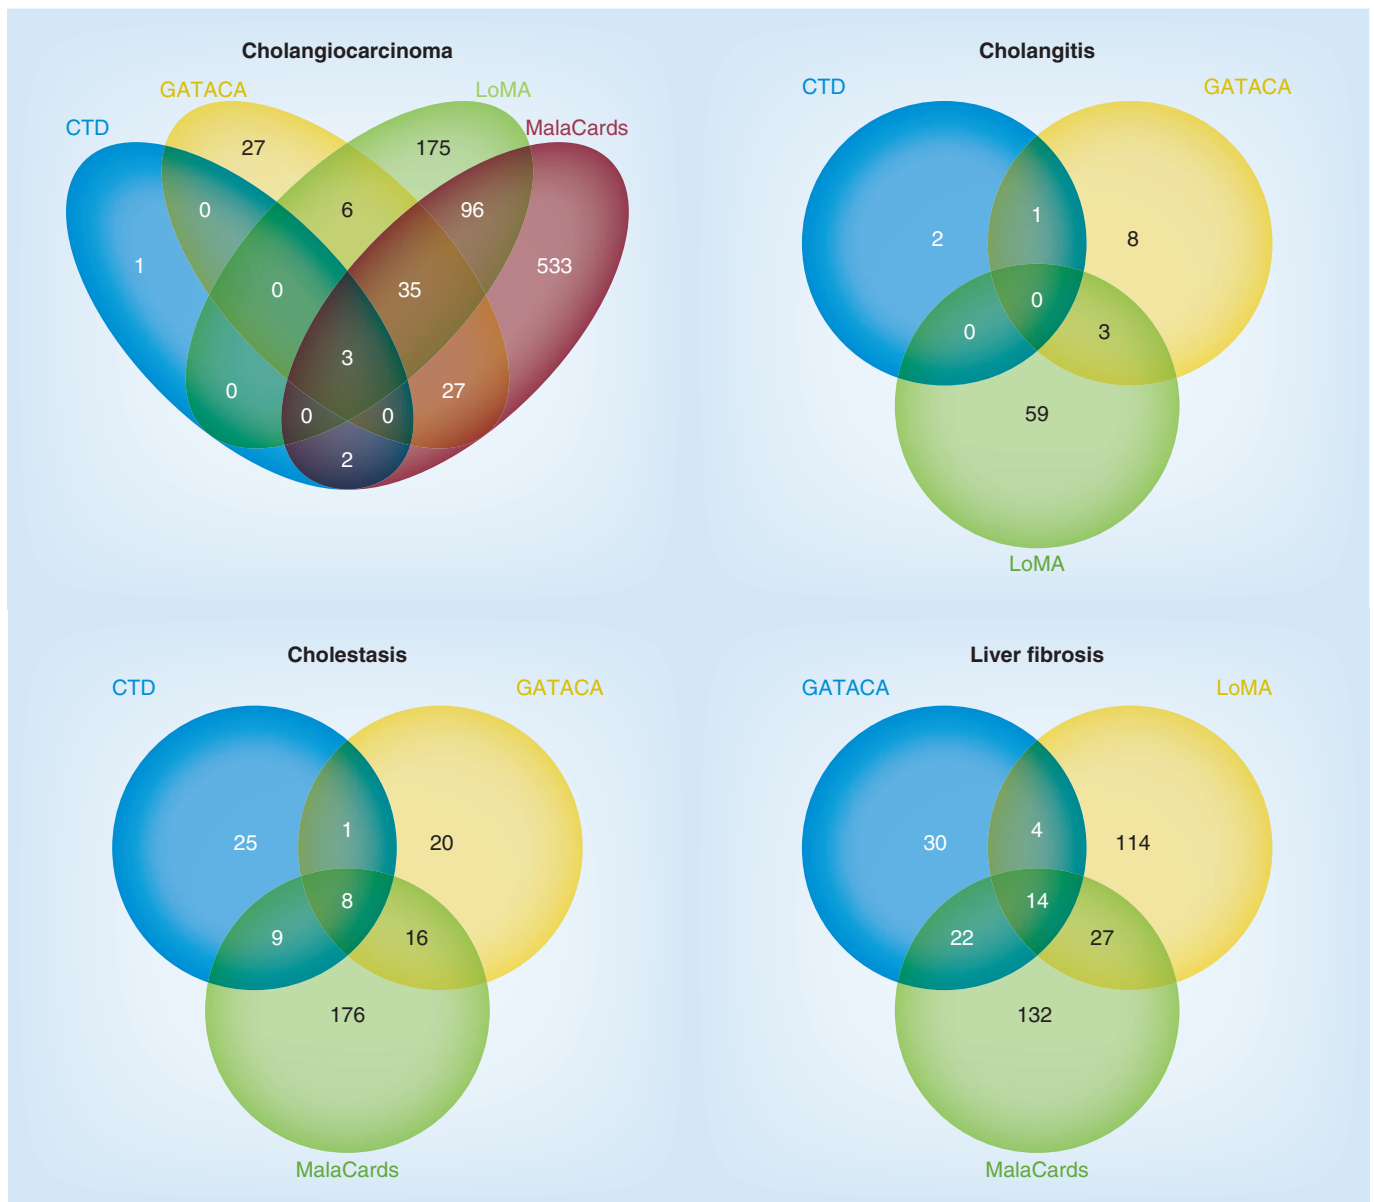 Cholangiocarcinoma
GATACA
LoMA
CTD
MalaCards
27
175
0
6
96
1
533
0
35
3
0
27
0
0
2
Cholangitis
CTD
GATACA
1
2
8
0
0
3
59
LoMA
Cholestasis
CTD
GATACA
1
25
20
8
9
16
176
MalaCards
Liver fibrosis
GATACA
LoMA
4
30
114
14
22
27
132
MalaCards